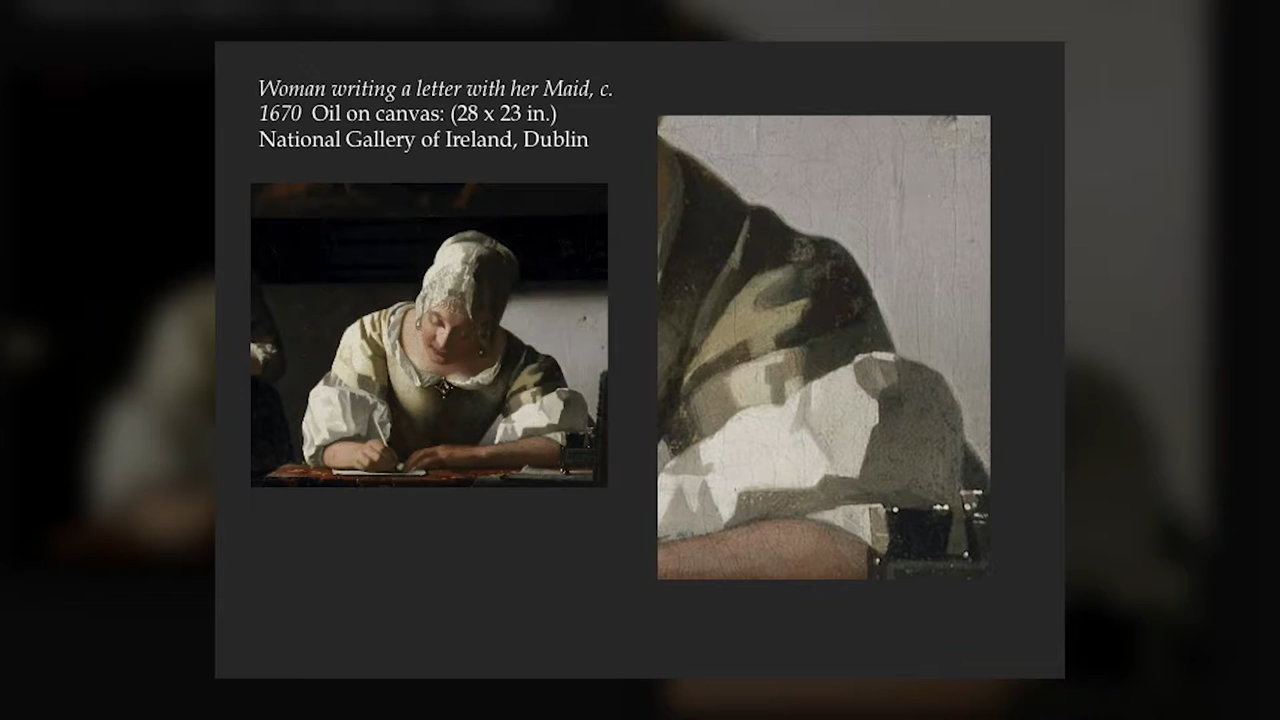 Woman writing a letter with her Maid, c.
1670 Oil on canvas: (28 x 23 in.)
National Gallery of Ireland, Dublin